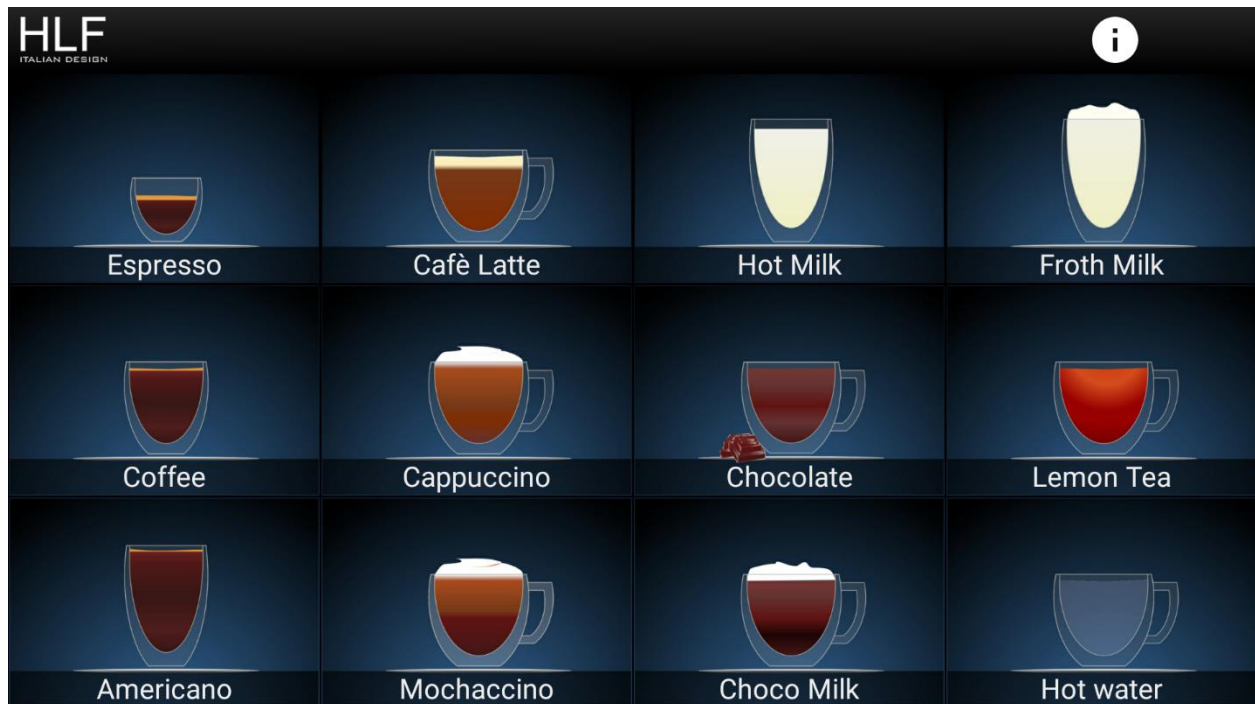 HLF
ITALIAN DESIGN
i
Espresso
Cafè Latte
Hot Milk
Froth Milk
Coffee
Cappuccino
Chocolate
Lemon Tea
Americano
Mochaccino
Choco Milk
Hot water